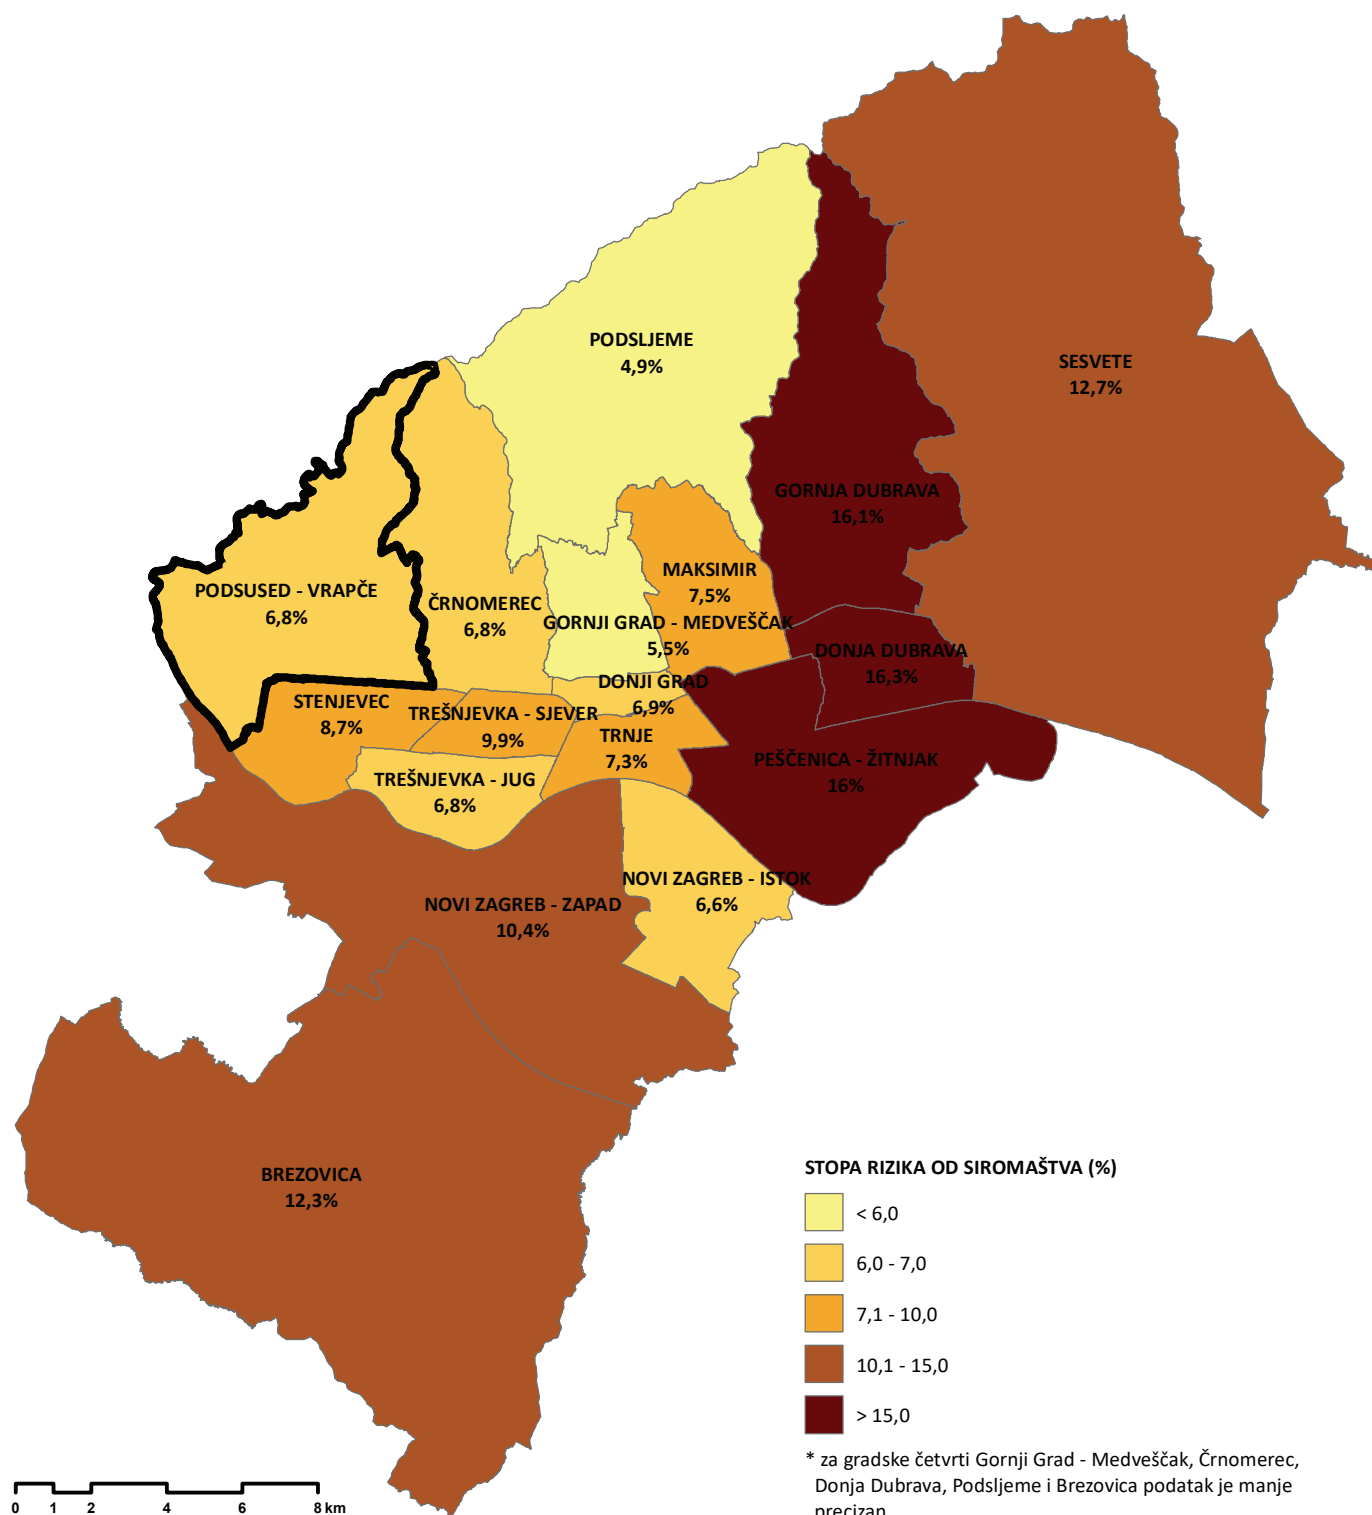 PODSLJEME
4,9%
SESVETE
12,7%
GORNJA DUBRAVA
16,1%
MAKSIMIR
7,5%
PODSUSED - VRAPČE
6,8%
ČRNOMEREC
6,8%
GORNJI GRAD - MEDVEŠČAK
5,5%
DONJA DUBRAVA
16,3%
DONJI GRAD
6,9%
STENJEVEC
8,7%
TREŠNJEVKA - SJEVER
9,9%
TRNJE
7,3%
PEŠČENICA - ŽITNJAK
16%
TREŠNJEVKA - JUG
6,8%
NOVI ZAGREB - ISTOK
6,6%
NOVI ZAGREB - ZAPAD
10,4%
BREZOVICA
12,3%
STOPA RIZIKA OD SIROMAŠTVA (%)
< 6,0
6,0 - 7,0
7,1 - 10,0
10,1 - 15,0
> 15,0
* za gradske četvrti Gornji Grad - Medveščak, Črnomerec,
Donja Dubrava, Podsljeme i Brezovica podatak je manje
precizan
0 1 2 4 6 8 km